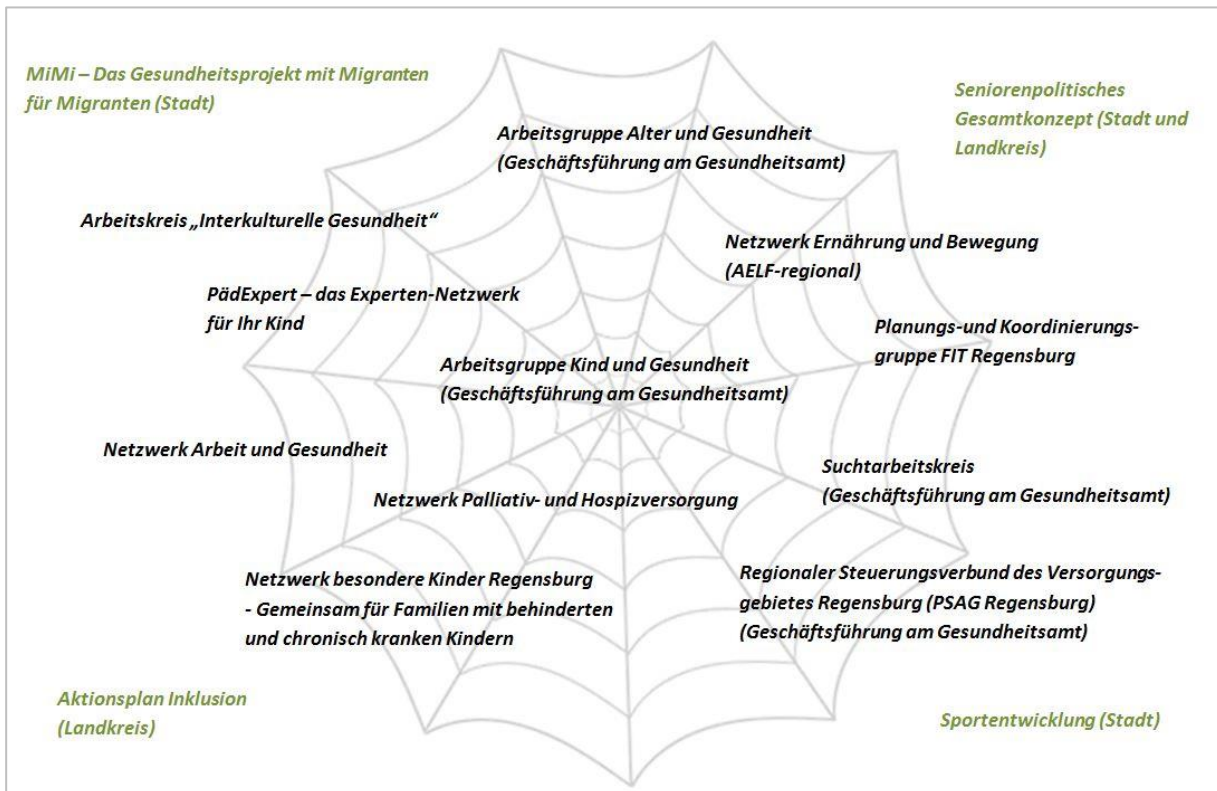 MiMi – Das Gesundheitsprojekt mit Migranten
für Migranten (Stadt)
Seniorenpolitisches
Gesamtkonzept (Stadt und
Landkreis)
Arbeitsgruppe Alter und Gesundheit
(Geschäftsführung am Gesundheitsamt)
Arbeitskreis „Interkulturelle Gesundheit“
Netzwerk Ernährung und Bewegung
(AELF-regional)
PädExpert – das Experten-Netzwerk
für Ihr Kind
Planungs-und Koordinierungs-
gruppe FIT Regensburg
Arbeitsgruppe Kind und Gesundheit
(Geschäftsführung am Gesundheitsamt)
Netzwerk Arbeit und Gesundheit
Suchtarbeitskreis
(Geschäftsführung am Gesundheitsamt)
Netzwerk Palliativ- und Hospizversorgung
Netzwerk besondere Kinder Regensburg
- Gemeinsam für Familien mit behinderten
und chronisch kranken Kindern
Regionaler Steuerungsverbund des Versorgungs-
gebietes Regensburg (PSAG Regensburg)
(Geschäftsführung am Gesundheitsamt)
Aktionsplan Inklusion
(Landkreis)
Sportentwicklung (Stadt)